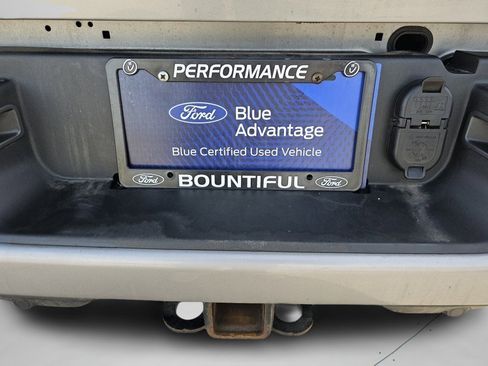 PERFORMANCE
Ford
Blue
Advantage
Blue Certified Used Vehicle
Ford BOUNTIFUL Ford